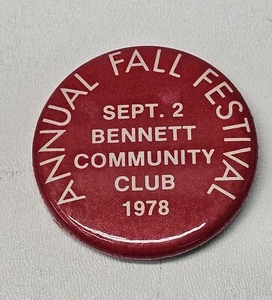 ANNUAL FALL FESTIVAL
SEPT. 2
BENNETT
COMMUNITY
CLUB
1978